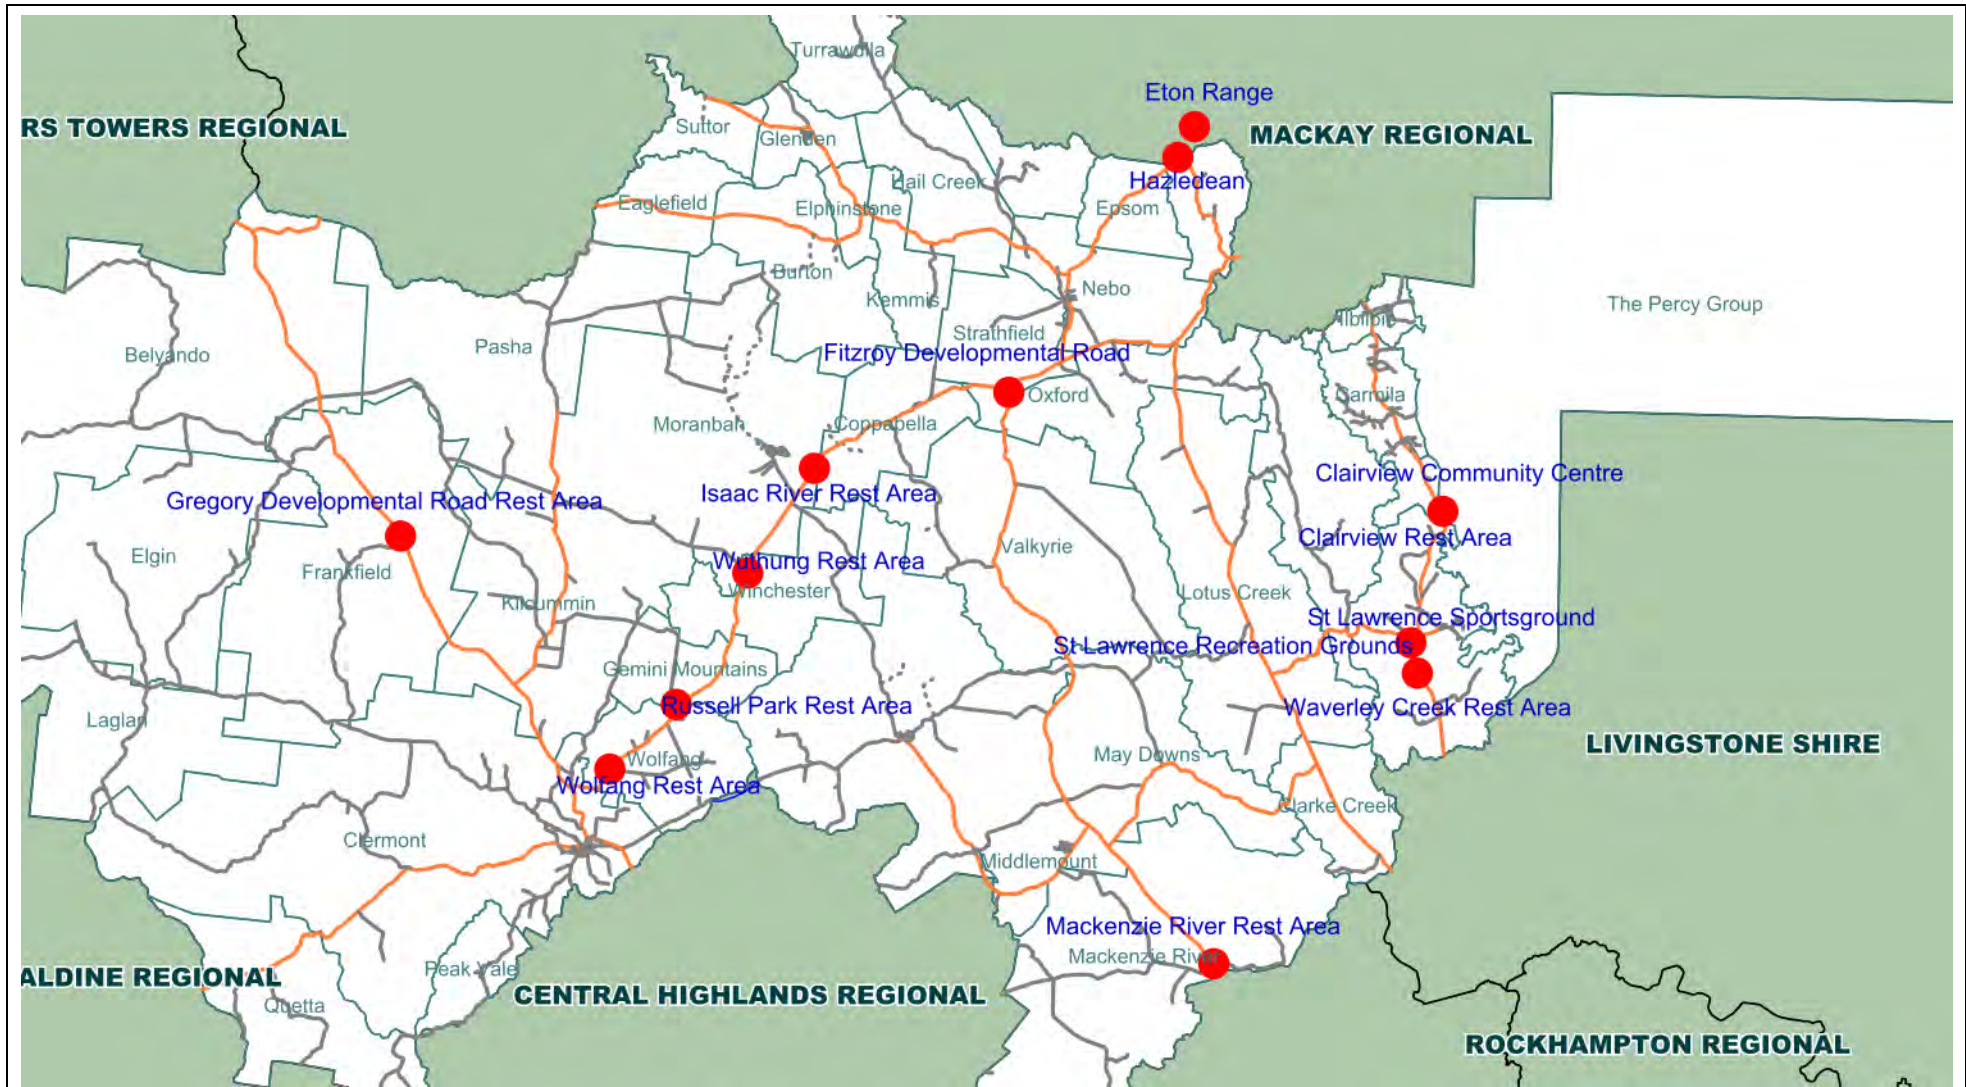 Turrawulla
Eton Range
RS TOWERS REGIONAL
Suttor
Glenden
MACKAY REGIONAL
Hail Creek
Hazledean
Eaglefield
Elphinstone
Epsom
Burton
Nebo
Kemmis
The Percy Group
Ilbilbie
Strathfield
Pasha
Belyando
Fitzroy Developmental Road
Oxford
Carmila
Moranbah
Coppabella
Clairview Community Centre
Isaac River Rest Area
Gregory Developmental Road Rest Area
Clairview Rest Area
Valkyrie
Elgin
Wuthung Rest Area
Frankfield
Winchester
Lotus Creek
Kilcummin
St Lawrence Sportsground
St Lawrence Recreation Grounds
Gemini Mountains
Russell Park Rest Area
Waverley Creek Rest Area
Laglan
LIVINGSTONE SHIRE
May Downs
Wolfang
Wolfang Rest Area
Clarke Creek
Clermont
Middlemount
Mackenzie River Rest Area
Mackenzie River
Peak Vale
ALDINE REGIONAL
CENTRAL HIGHLANDS REGIONAL
Quetta
ROCKHAMPTON REGIONAL